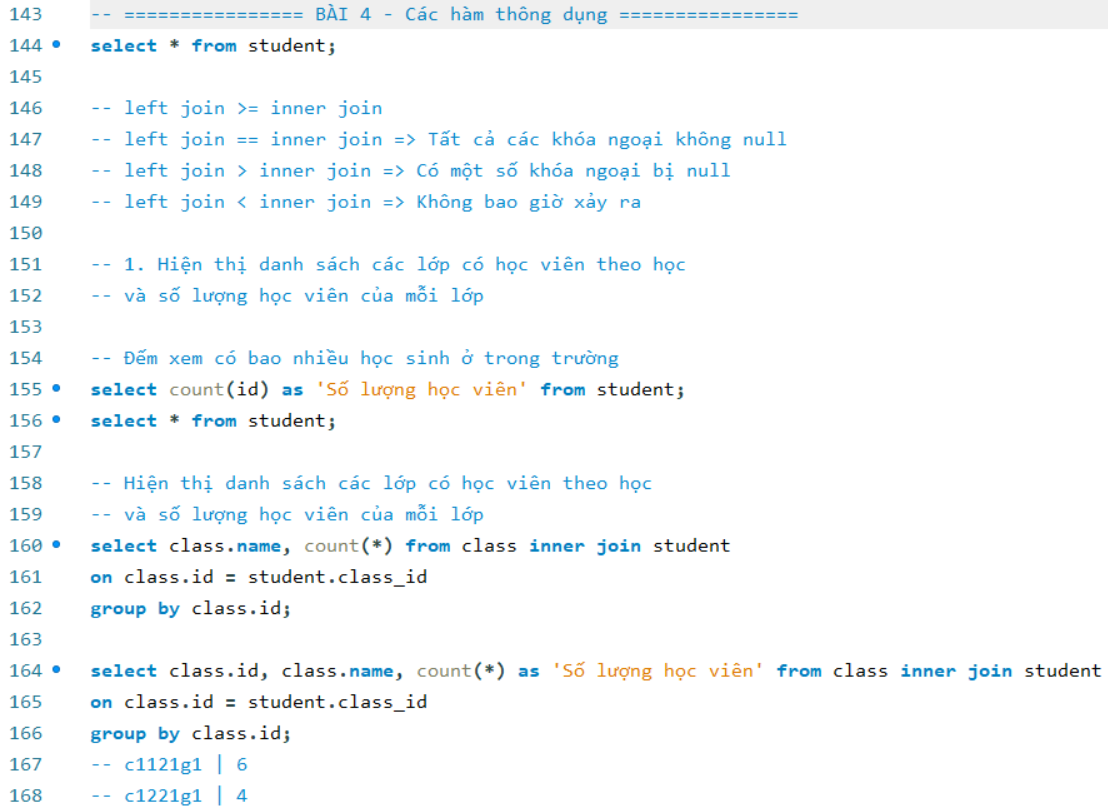 143 -- ================ BÀI 4 - Các hàm thông dụng ================
144 select * from student;
145
146 -- left join >= inner join
147 -- left join == inner join => Tất cả các khóa ngoại không null
148 -- left join > inner join => Có một số khóa ngoại bị null
149 -- left join < inner join => Không bao giờ xảy ra
150
151 -- 1. Hiện thị danh sách các lớp có học viên theo học
152 -- và số lượng học viên của mỗi lớp
153
154 -- Đếm xem có bao nhiều học sinh ở trong trường
155 select count(id) as 'Số lượng học viên' from student;
156 select * from student;
157
158 -- Hiện thị danh sách các lớp có học viên theo học
159 -- và số lượng học viên của mỗi lớp
160 select class.name, count(*) from class inner join student
161 on class.id = student.class_id
162 group by class.id;
163
164 select class.id, class.name, count(*) as 'Số lượng học viên' from class inner join student
165 on class.id = student.class_id
166 group by class.id;
167 -- c1121g1 | 6
168 -- c1221g1 | 4